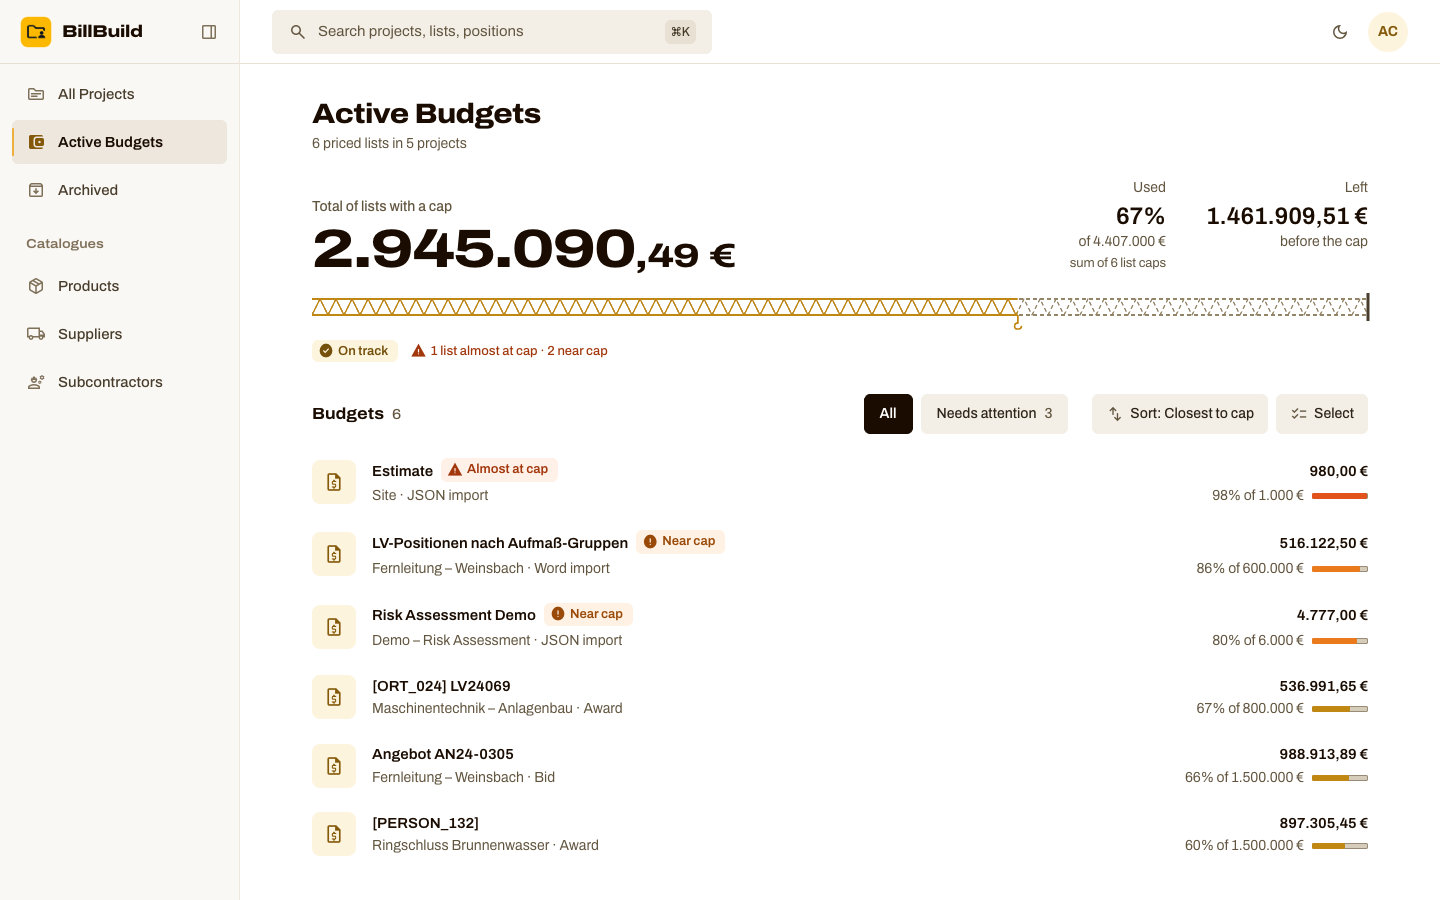 BillBuild
Search projects, lists, positions
⌘K
AC
All Projects
Active Budgets
Archived
Catalogues
Products
Suppliers
Subcontractors
Active Budgets
6 priced lists in 5 projects
Total of lists with a cap
2.945.090,49 €
Used
67%
of 4.407.000 €
sum of 6 list caps
Left
1.461.909,51 €
before the cap
On track
1 list almost at cap · 2 near cap
Budgets 6
All
Needs attention 3
Sort: Closest to cap
Select
Estimate Almost at cap 980,00 €
Site · JSON import 98% of 1.000 €
LV-Positionen nach Aufmaß-Gruppen Near cap 516.122,50 €
Fernleitung – Weinsbach · Word import 86% of 600.000 €
Risk Assessment Demo Near cap 4.777,00 €
Demo – Risk Assessment · JSON import 80% of 6.000 €
[ORT_024] LV24069 536.991,65 €
Maschinentechnik – Anlagenbau · Award 67% of 800.000 €
Angebot AN24-0305 988.913,89 €
Fernleitung – Weinsbach · Bid 66% of 1.500.000 €
[PERSON_132] 897.305,45 €
Ringschluss Brunnenwasser · Award 60% of 1.500.000 €